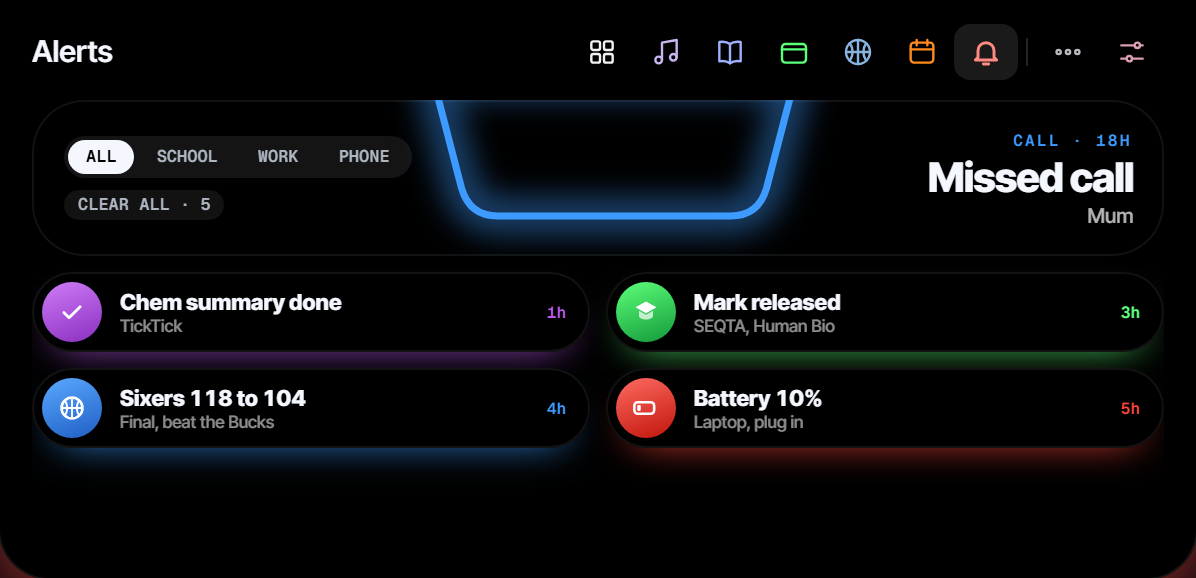 Alerts
ALL SCHOOL WORK PHONE
CLEAR ALL · 5
CALL · 18H
Missed call
Mum
Chem summary done
TickTick
1h
Mark released
SEQTA, Human Bio
3h
Sixers 118 to 104
Final, beat the Bucks
4h
Battery 10%
Laptop, plug in
5h